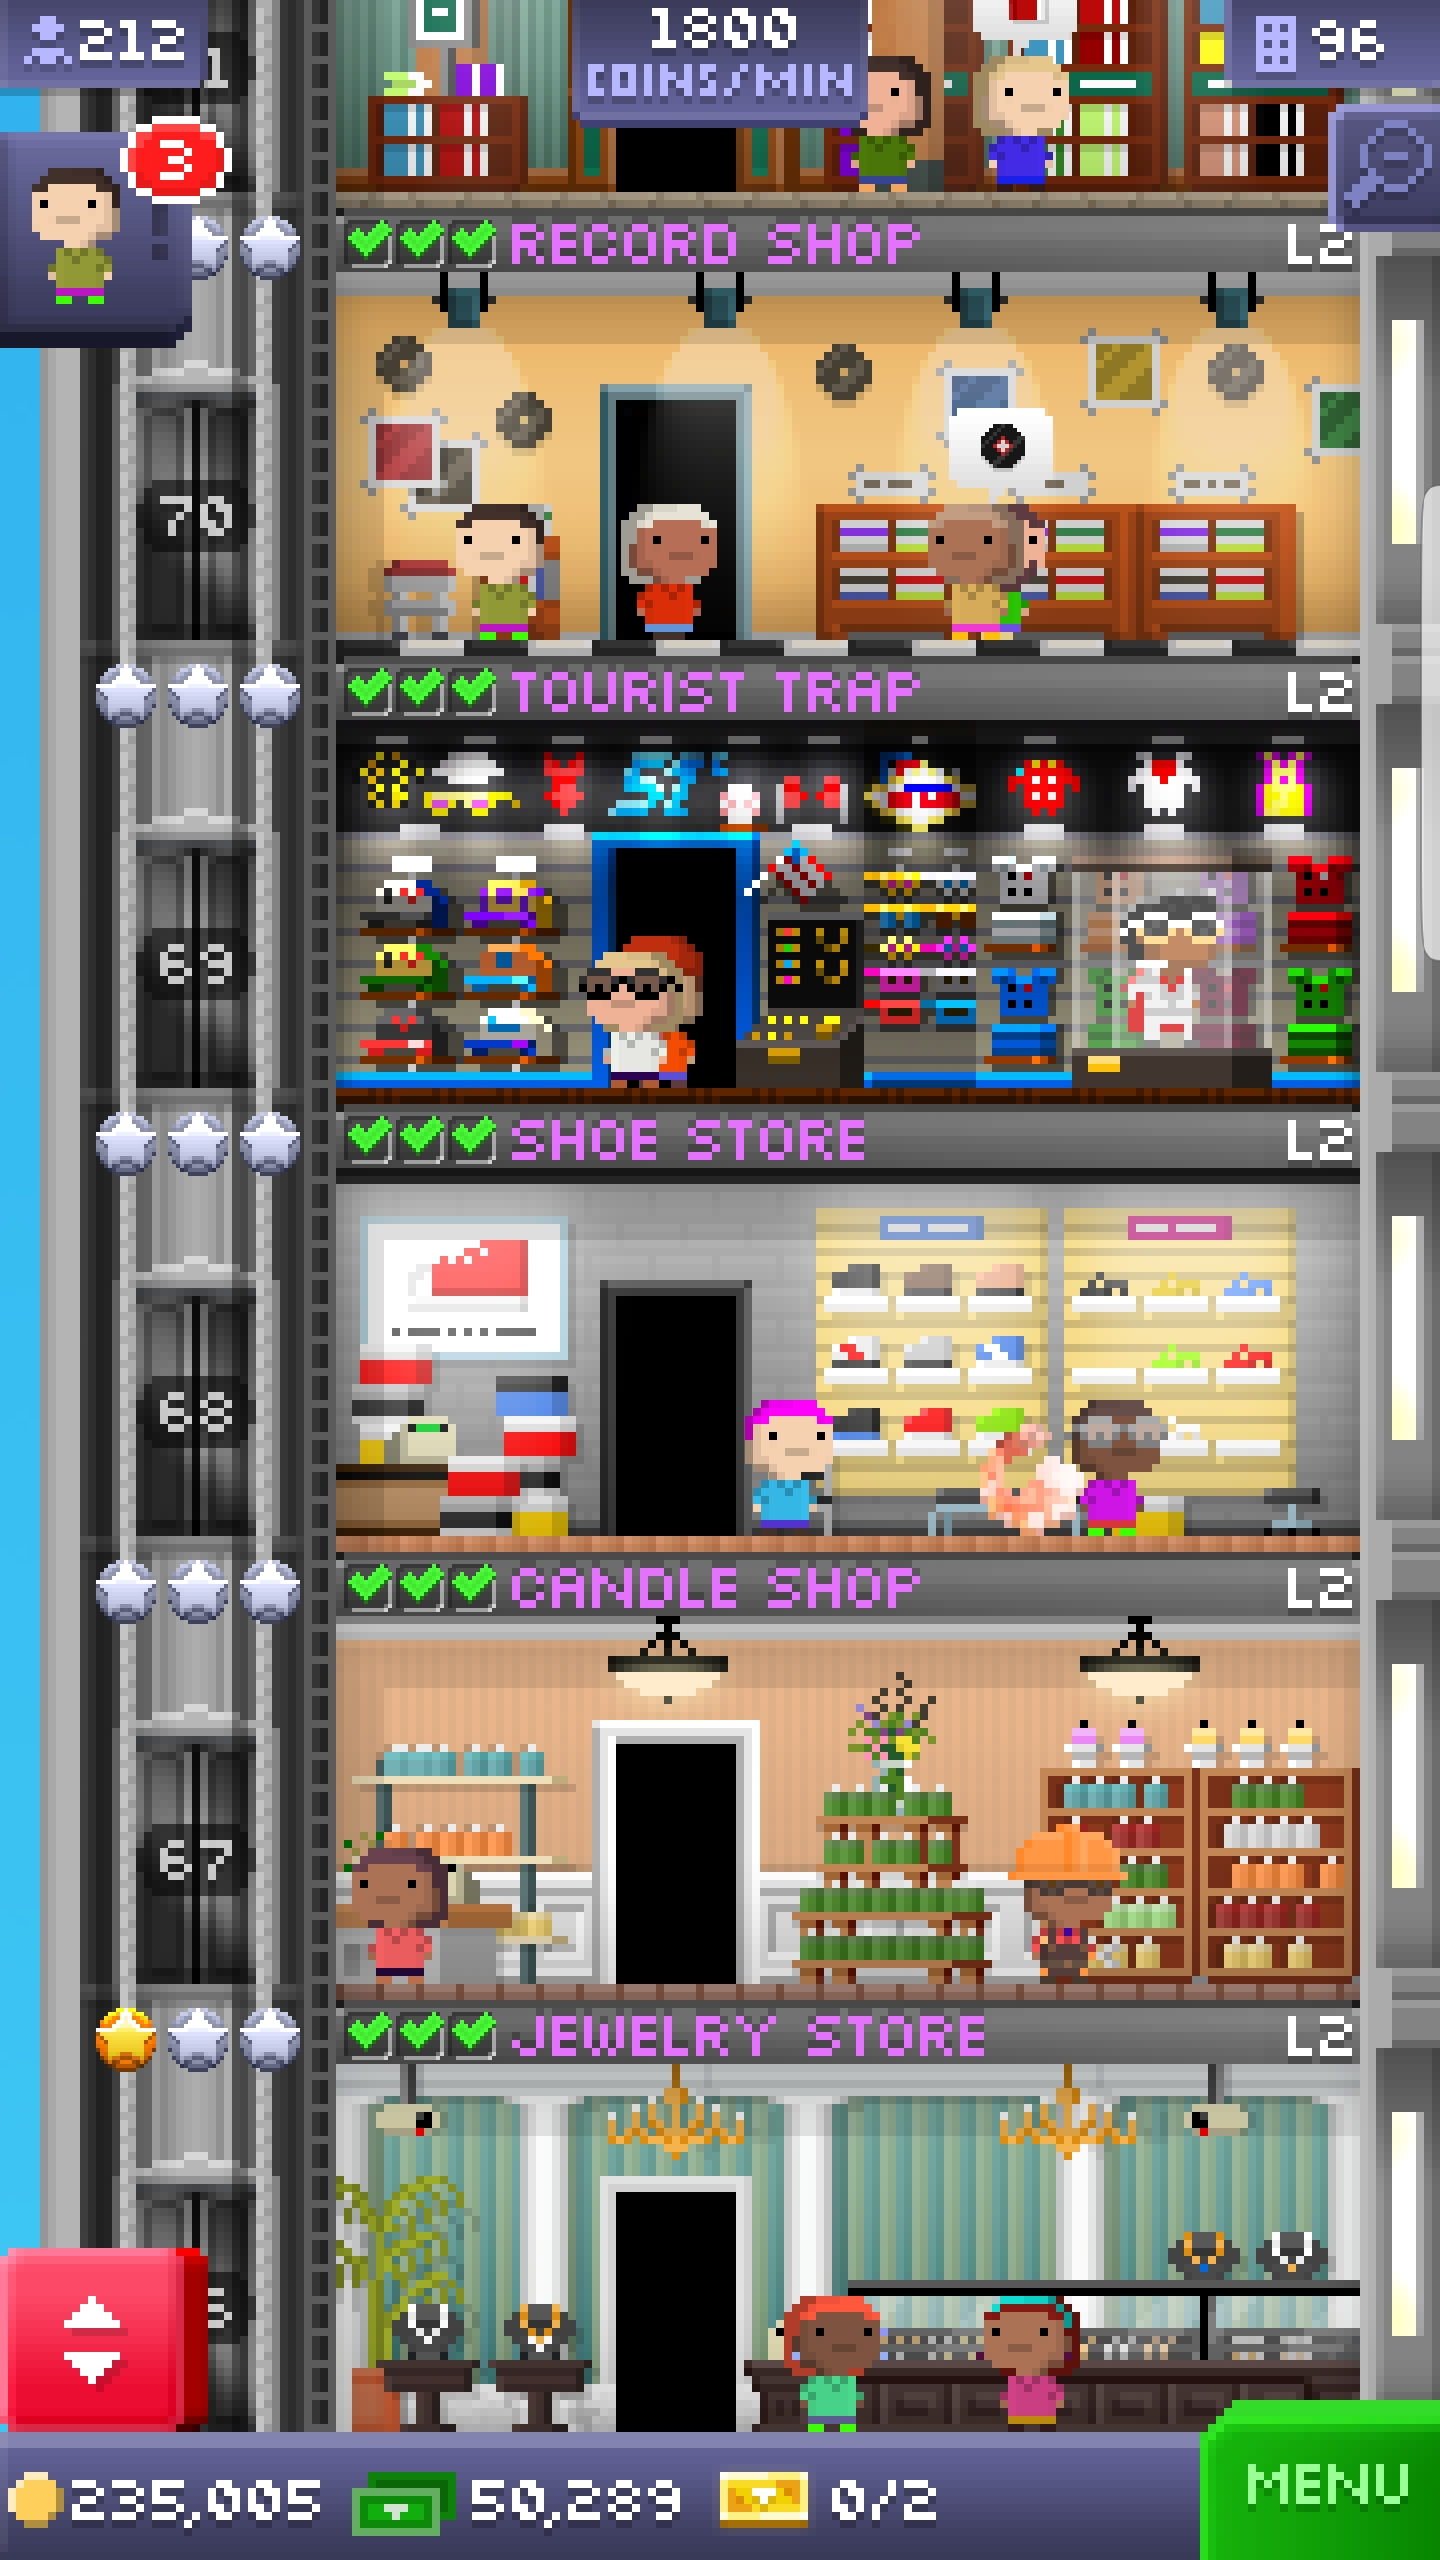 212
1800
COINS/MIN
96
3
RECORD SHOP L2
70
TOURIST TRAP L2
69
SHOE STORE L2
68
CANDLE SHOP L2
67
JEWELRY STORE L2
235,005 50,289 0/2 MENU